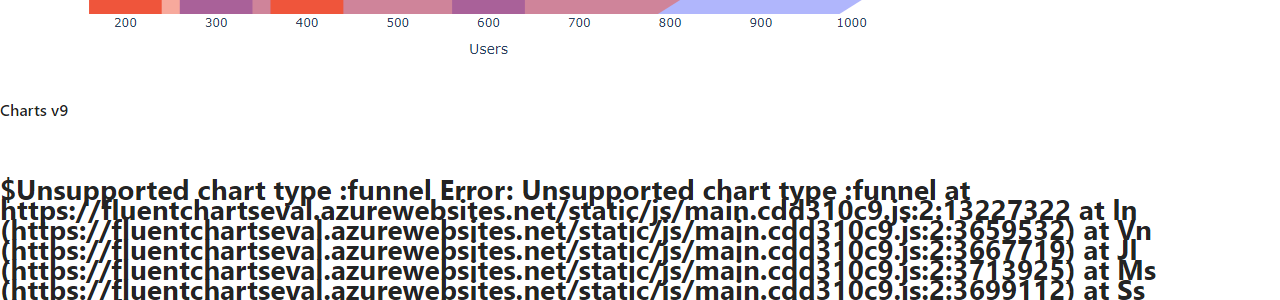 200 300 400 500 600 700 800 900 1000
Users
Charts v9
$Unsupported chart type :funnel Error: Unsupported chart type :funnel at
https://fluentchartseval.azurewebsites.net/static/js/main.cdd310c9.js:2:13227322 at ln
(https://fluentchartseval.azurewebsites.net/static/js/main.cdd310c9.js:2:3659532) at Vn
(https://fluentchartseval.azurewebsites.net/static/js/main.cdd310c9.js:2:3667719) at Jl
(https://fluentchartseval.azurewebsites.net/static/js/main.cdd310c9.js:2:3713925) at Ms
(https://fluentchartseval.azurewebsites.net/static/js/main.cdd310c9.js:2:3699112) at Ss